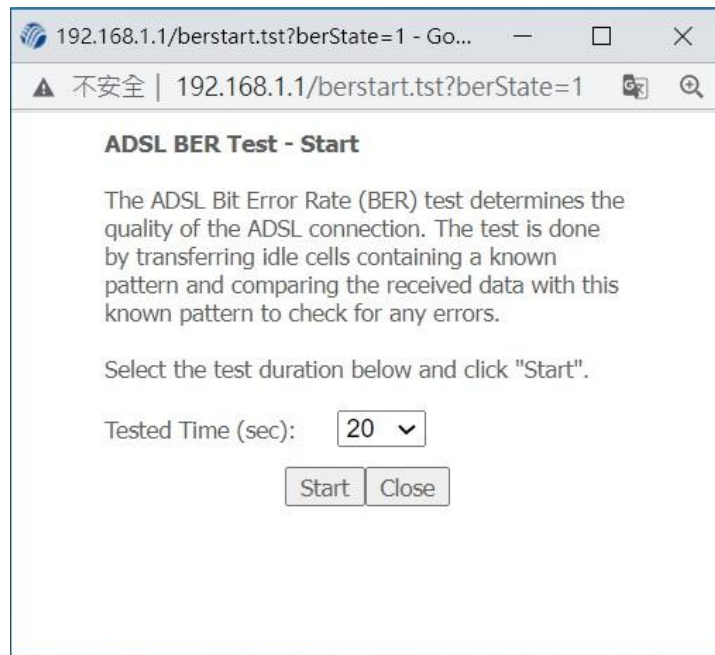 192.168.1.1/berstart.tst?berState=1 - Go...
不安全 | 192.168.1.1/berstart.tst?berState=1
ADSL BER Test - Start
The ADSL Bit Error Rate (BER) test determines the
quality of the ADSL connection. The test is done
by transferring idle cells containing a known
pattern and comparing the received data with this
known pattern to check for any errors.
Select the test duration below and click "Start".
Tested Time (sec): 20
Start Close